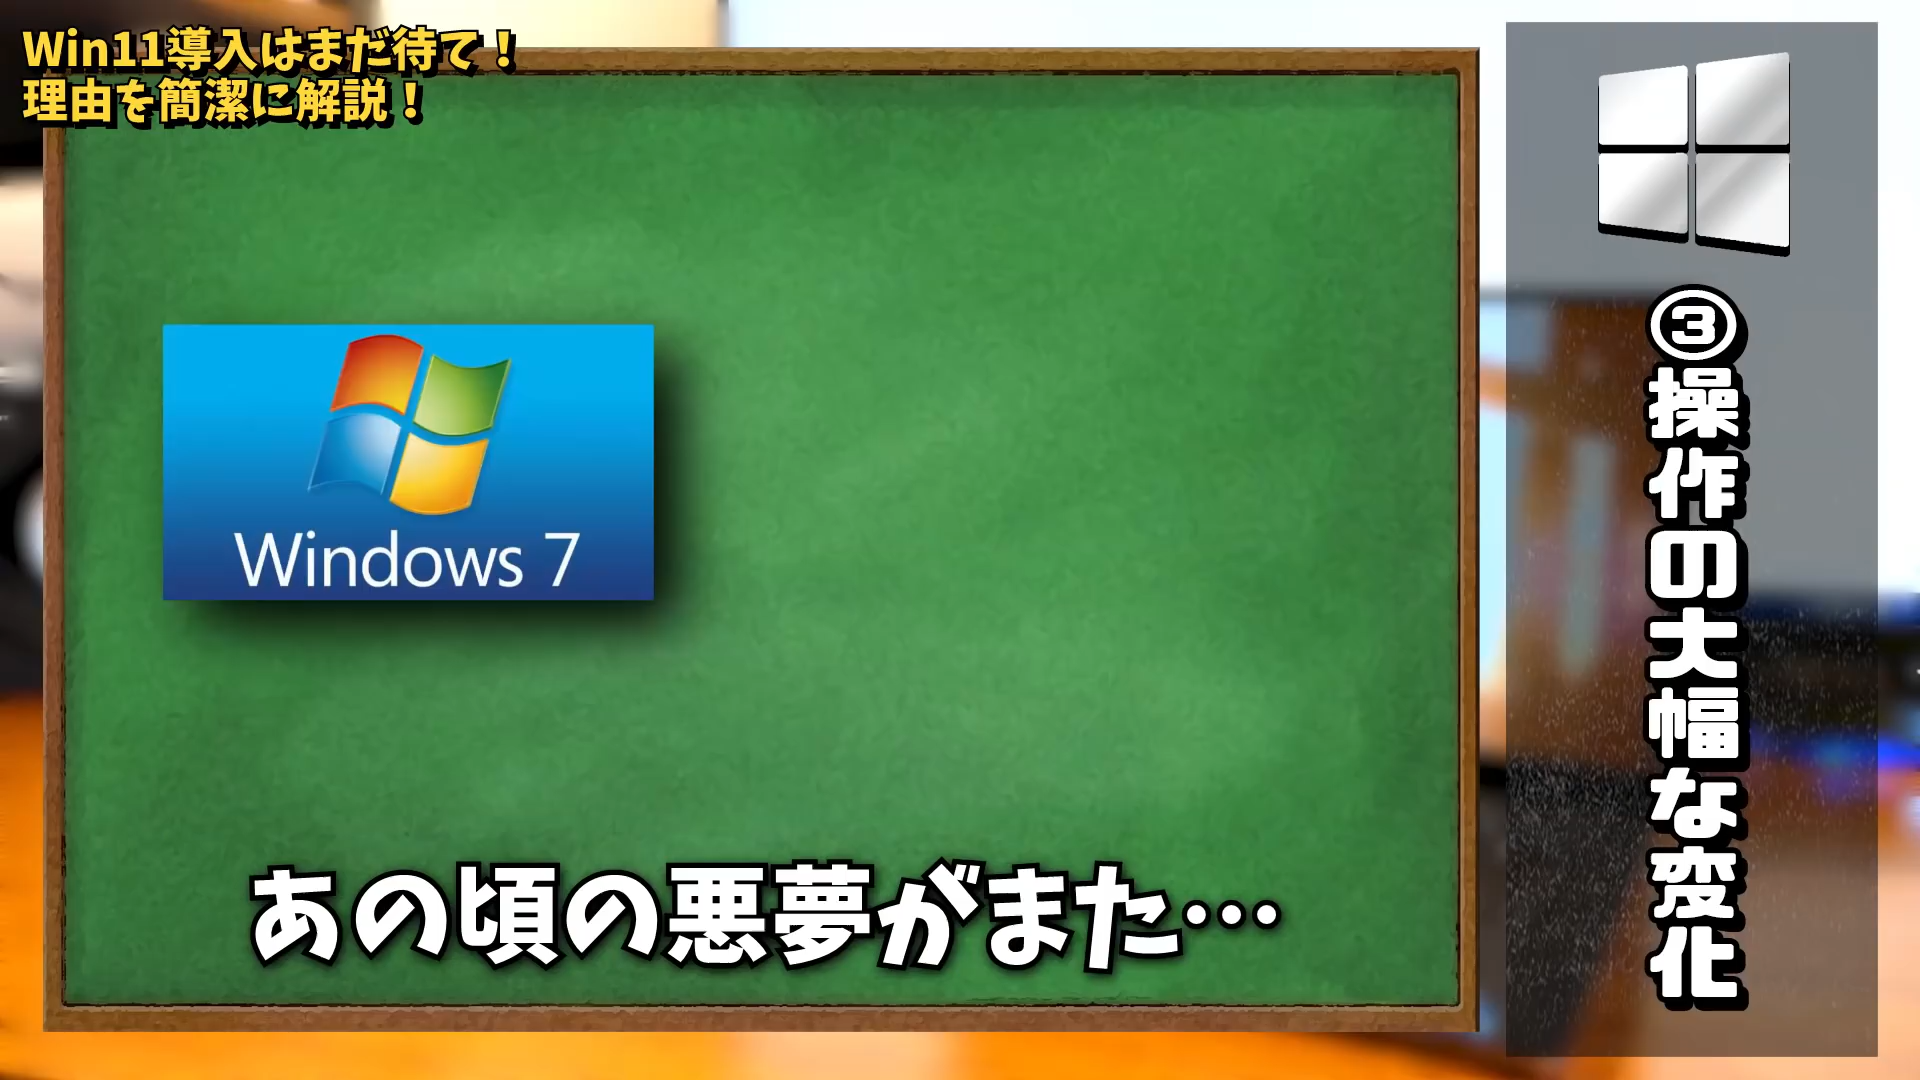 Win11導入はまだ待て！
理由を簡潔に解説！
Windows 7
あの頃の悪夢がまた…
③操作の大幅な変化